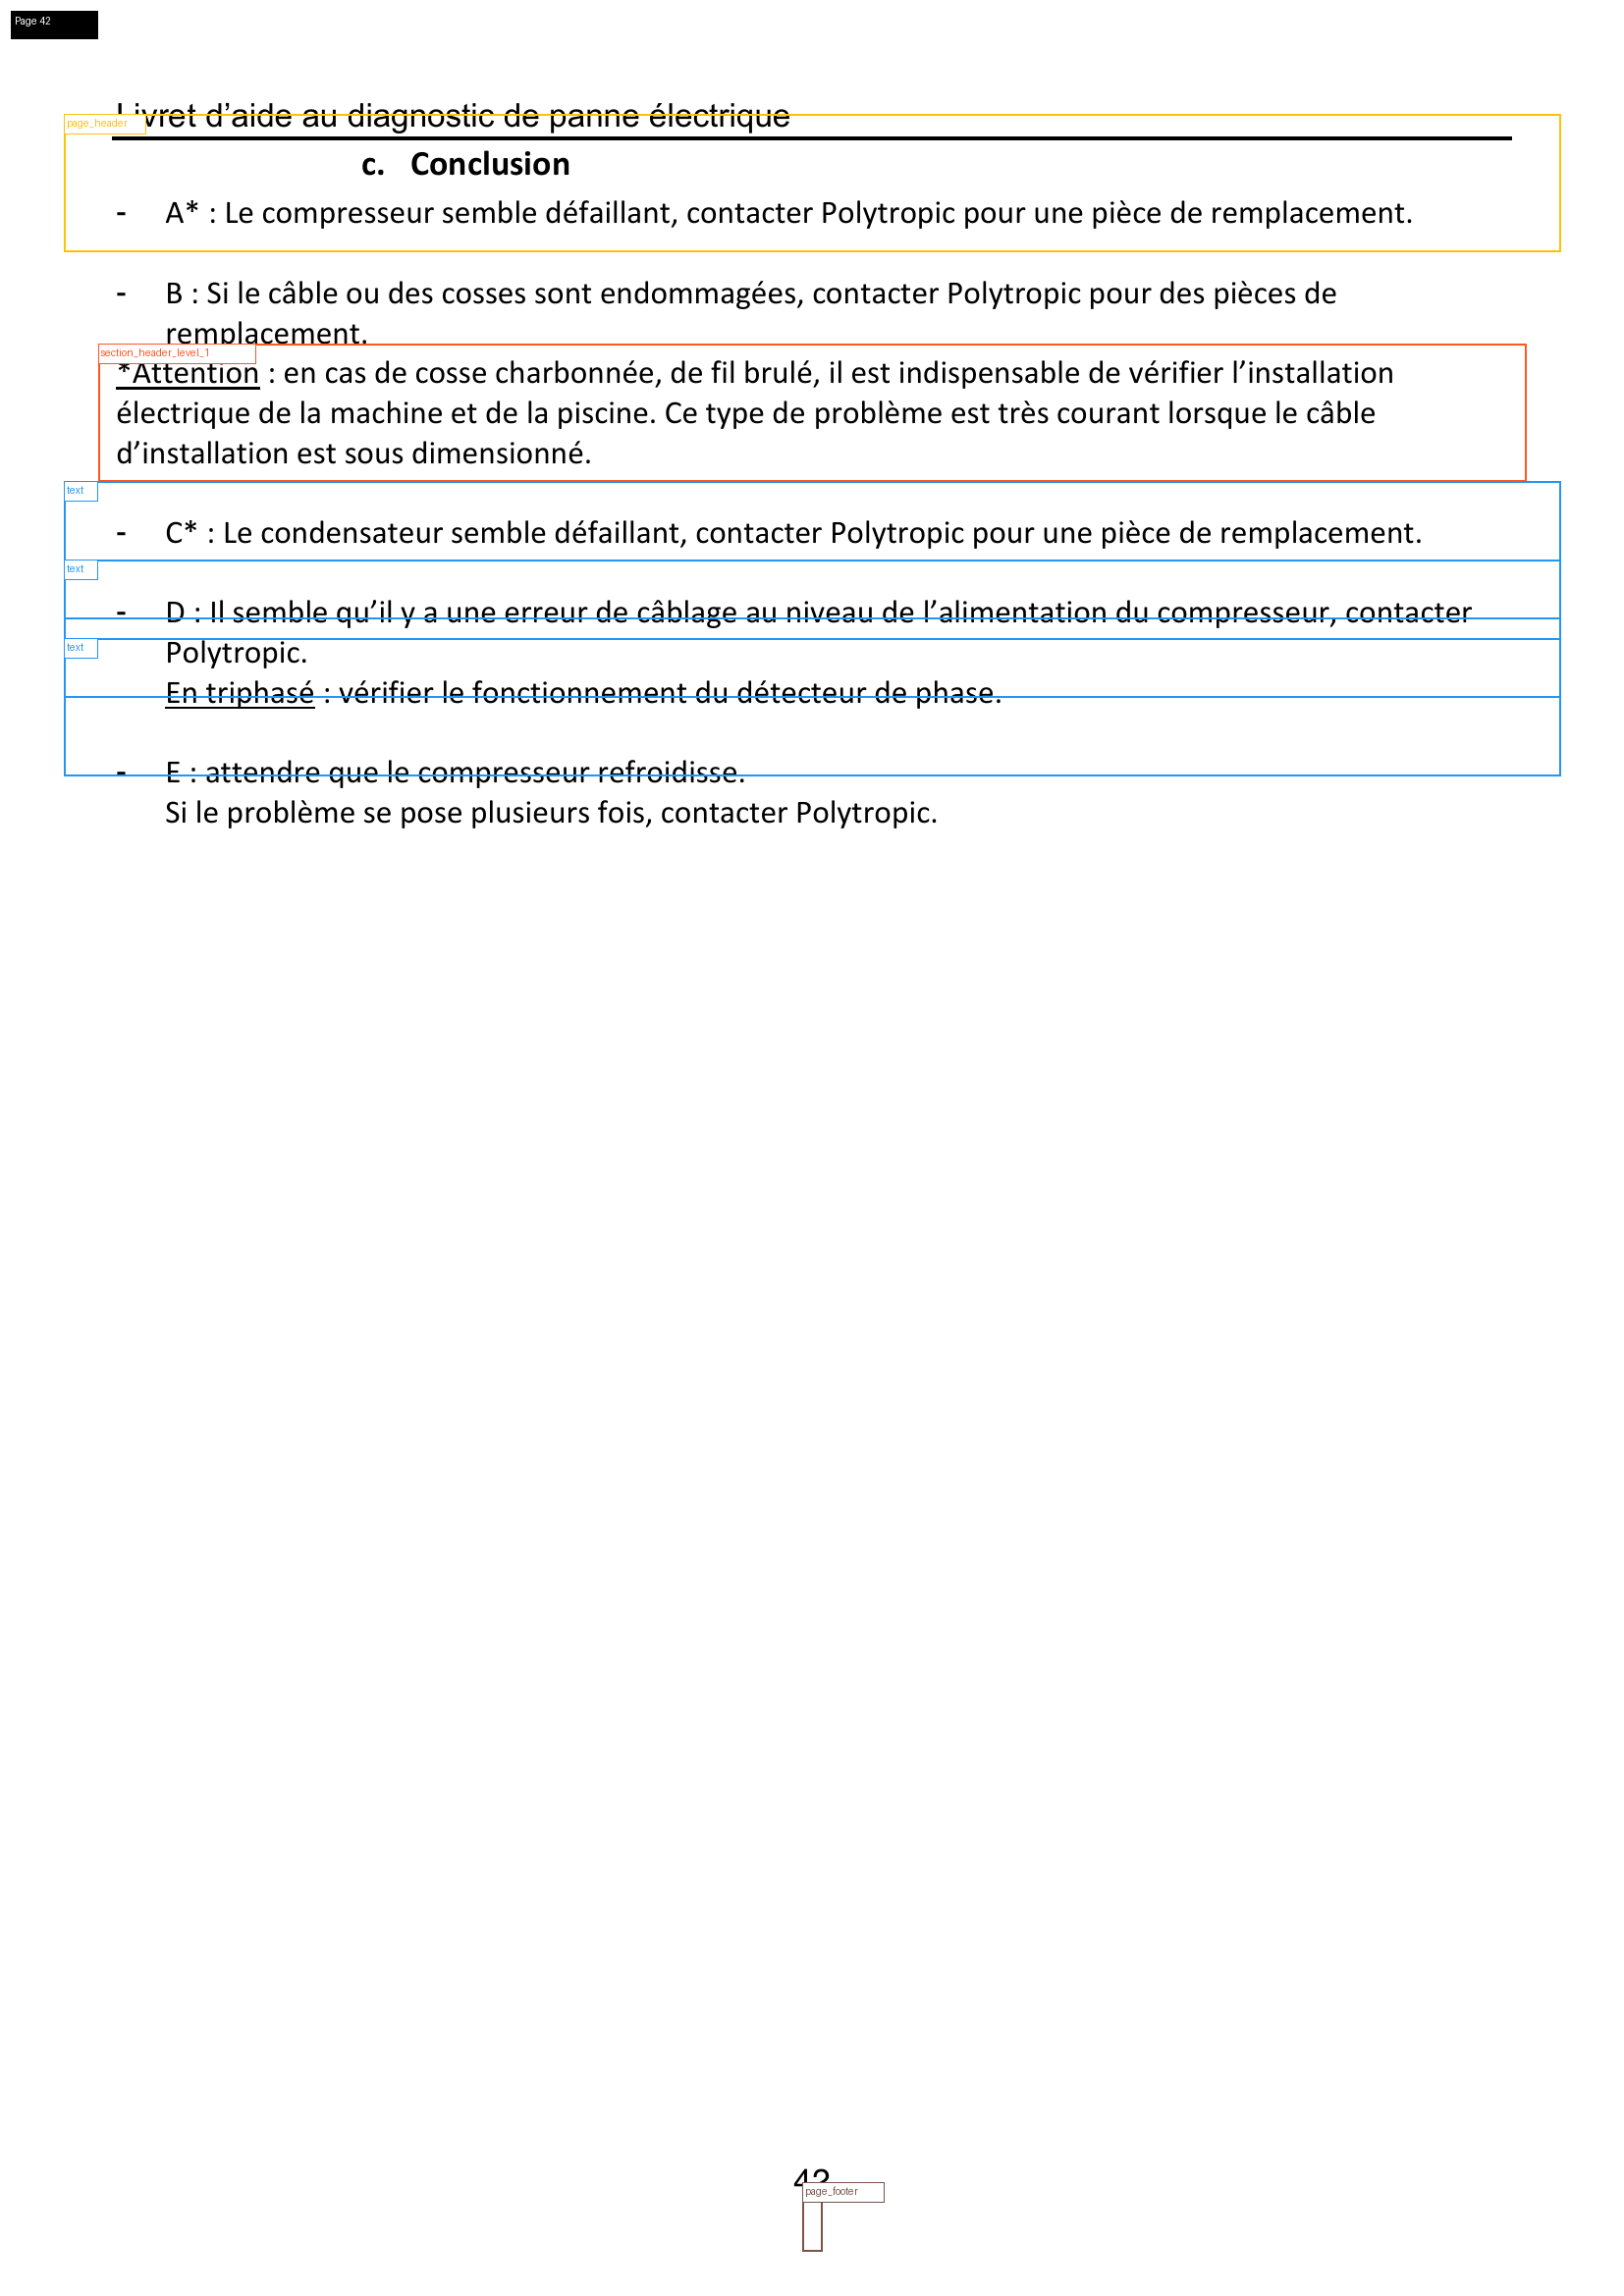 Page 42
Livret d’aide au diagnostic de panne électrique
page_header
c. Conclusion
- A* : Le compresseur semble défaillant, contacter Polytropic pour une pièce de remplacement.
- B : Si le câble ou des cosses sont endommagées, contacter Polytropic pour des pièces de
remplacement.
section_header_level_1
*Attention : en cas de cosse charbonnée, de fil brulé, il est indispensable de vérifier l’installation
électrique de la machine et de la piscine. Ce type de problème est très courant lorsque le câble
d’installation est sous dimensionné.
text
- C* : Le condensateur semble défaillant, contacter Polytropic pour une pièce de remplacement.
text
- D : Il semble qu’il y a une erreur de câblage au niveau de l’alimentation du compresseur, contacter
text
Polytropic.
En triphasé : vérifier le fonctionnement du détecteur de phase.
- E : attendre que le compresseur refroidisse.
Si le problème se pose plusieurs fois, contacter Polytropic.
42
page_footer